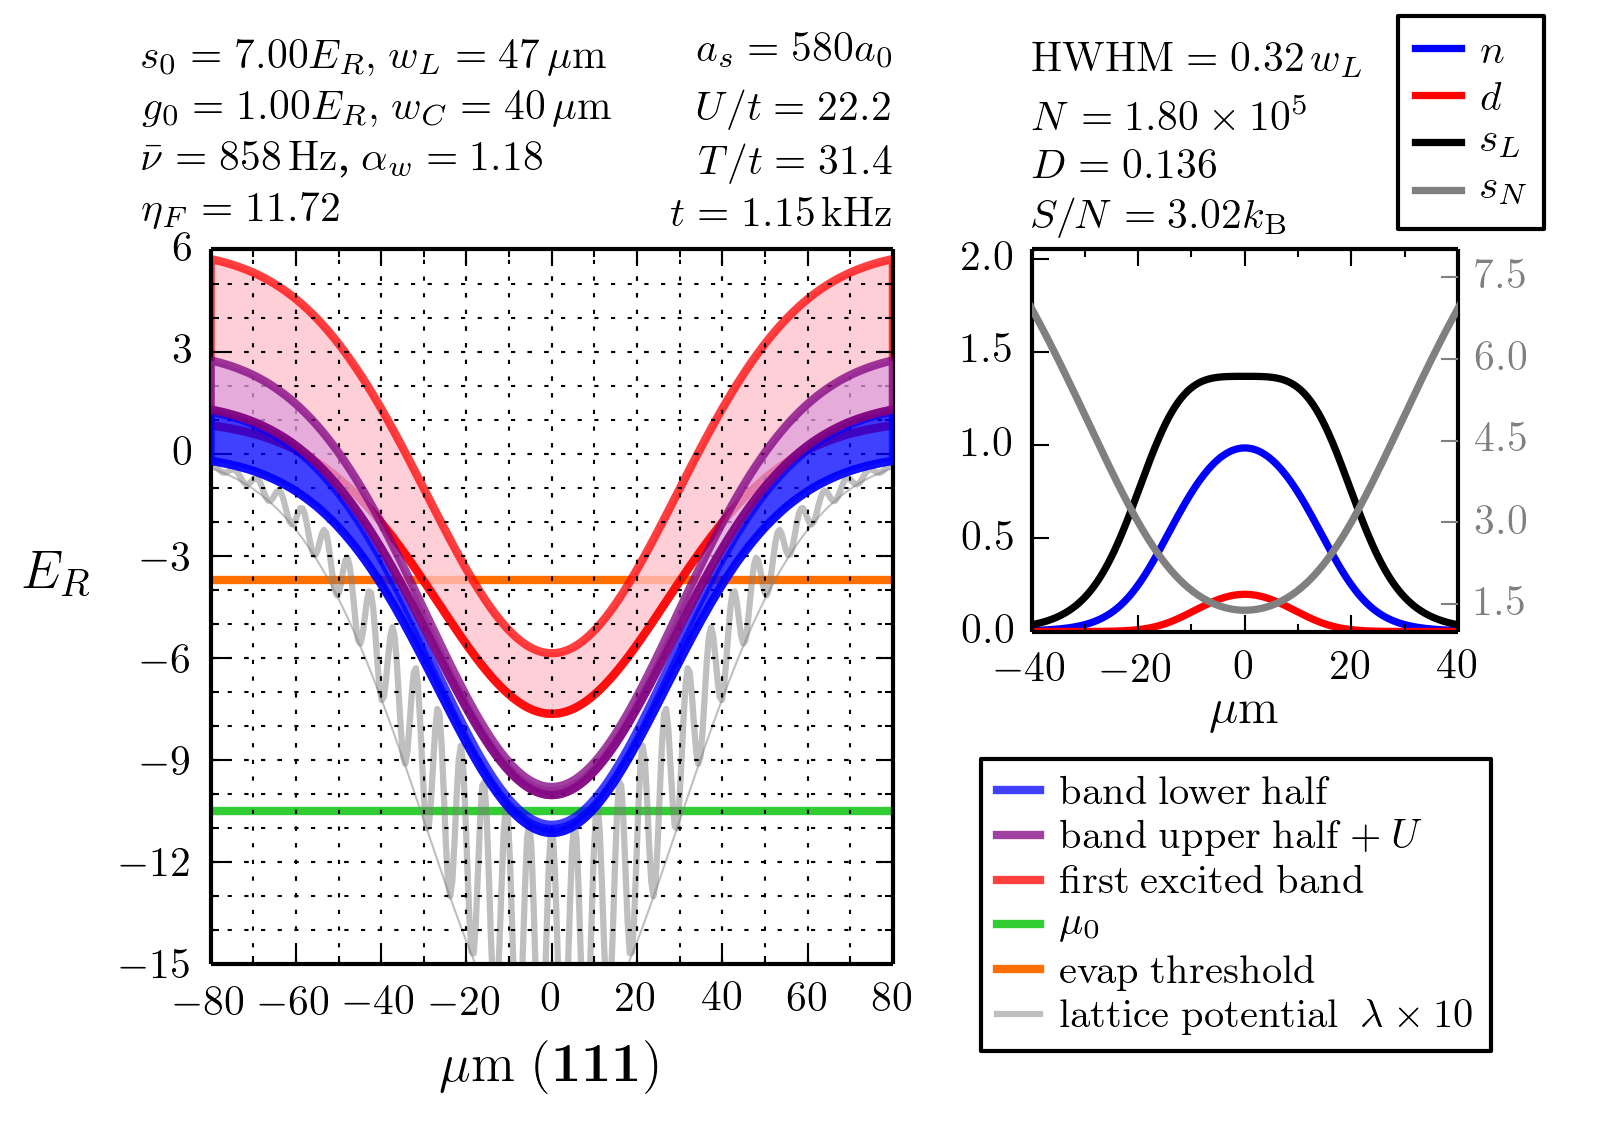 s₀ = 7.00E_R, w_L = 47 μm
g₀ = 1.00E_R, w_C = 40 μm
ν̄ = 858 Hz, α_w = 1.18
η_F = 11.72
a_s = 580a₀
U/t = 22.2
T/t = 31.4
t = 1.15 kHz
HWHM = 0.32 w_L
N = 1.80 × 10⁵
D = 0.136
S/N = 3.02k_B
n
d
s_L
s_N
6
3
0
−3
−6
−9
−12
−15
E_R
−80 −60 −40 −20 0 20 40 60 80
μm (111)
2.0
1.5
1.0
0.5
0.0
7.5
6.0
4.5
3.0
1.5
−40 −20 0 20 40
μm
band lower half
band upper half + U
first excited band
μ₀
evap threshold
lattice potential λ × 10